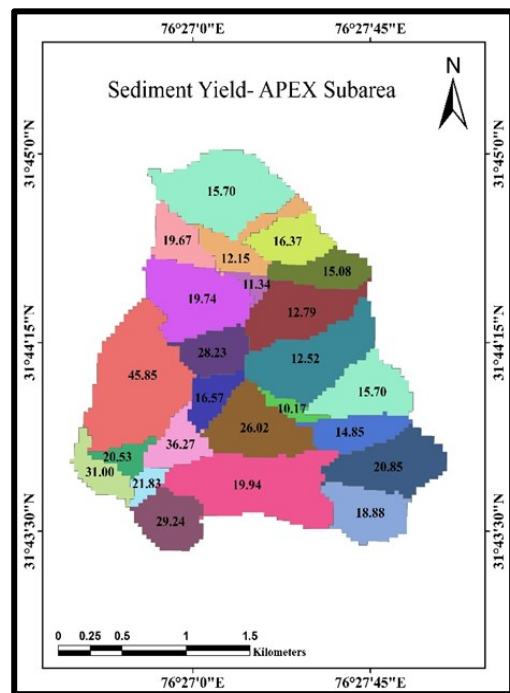 76°27'0"E 76°27'45"E
Sediment Yield- APEX Subarea
N
31°45'0"N 31°45'0"N
15.70
19.67
16.37
12.15
15.08
11.34
19.74
12.79
28.23
12.52
31°44'15"N 31°44'15"N
45.85
16.57
15.70
10.17
26.02
14.85
36.27
20.53
31.00
20.85
21.83
19.94
18.88
29.24
31°43'30"N 31°43'30"N
0 0.25 0.5 1 1.5
Kilometers
76°27'0"E 76°27'45"E